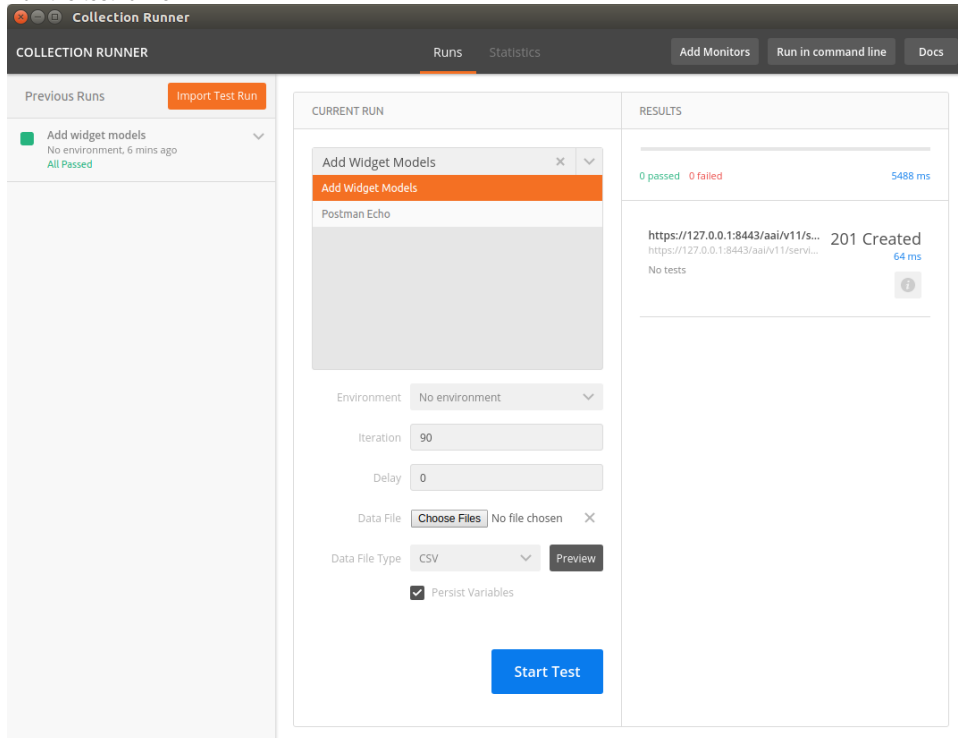 Collection Runner
COLLECTION RUNNER
Runs
Statistics
Add Monitors
Run in command line
Docs
Previous Runs
Import Test Run
Add widget models
No environment, 6 mins ago
All Passed
CURRENT RUN
Add Widget Models
Add Widget Models
Postman Echo
Environment No environment
Iteration 90
Delay 0
Data File Choose Files No file chosen
Data File Type CSV Preview
Persist Variables
Start Test
RESULTS
0 passed 0 failed 5488 ms
https://127.0.0.1:8443/aai/v11/s... 201 Created
https://127.0.0.1:8443/aai/v11/servi...
64 ms
No tests